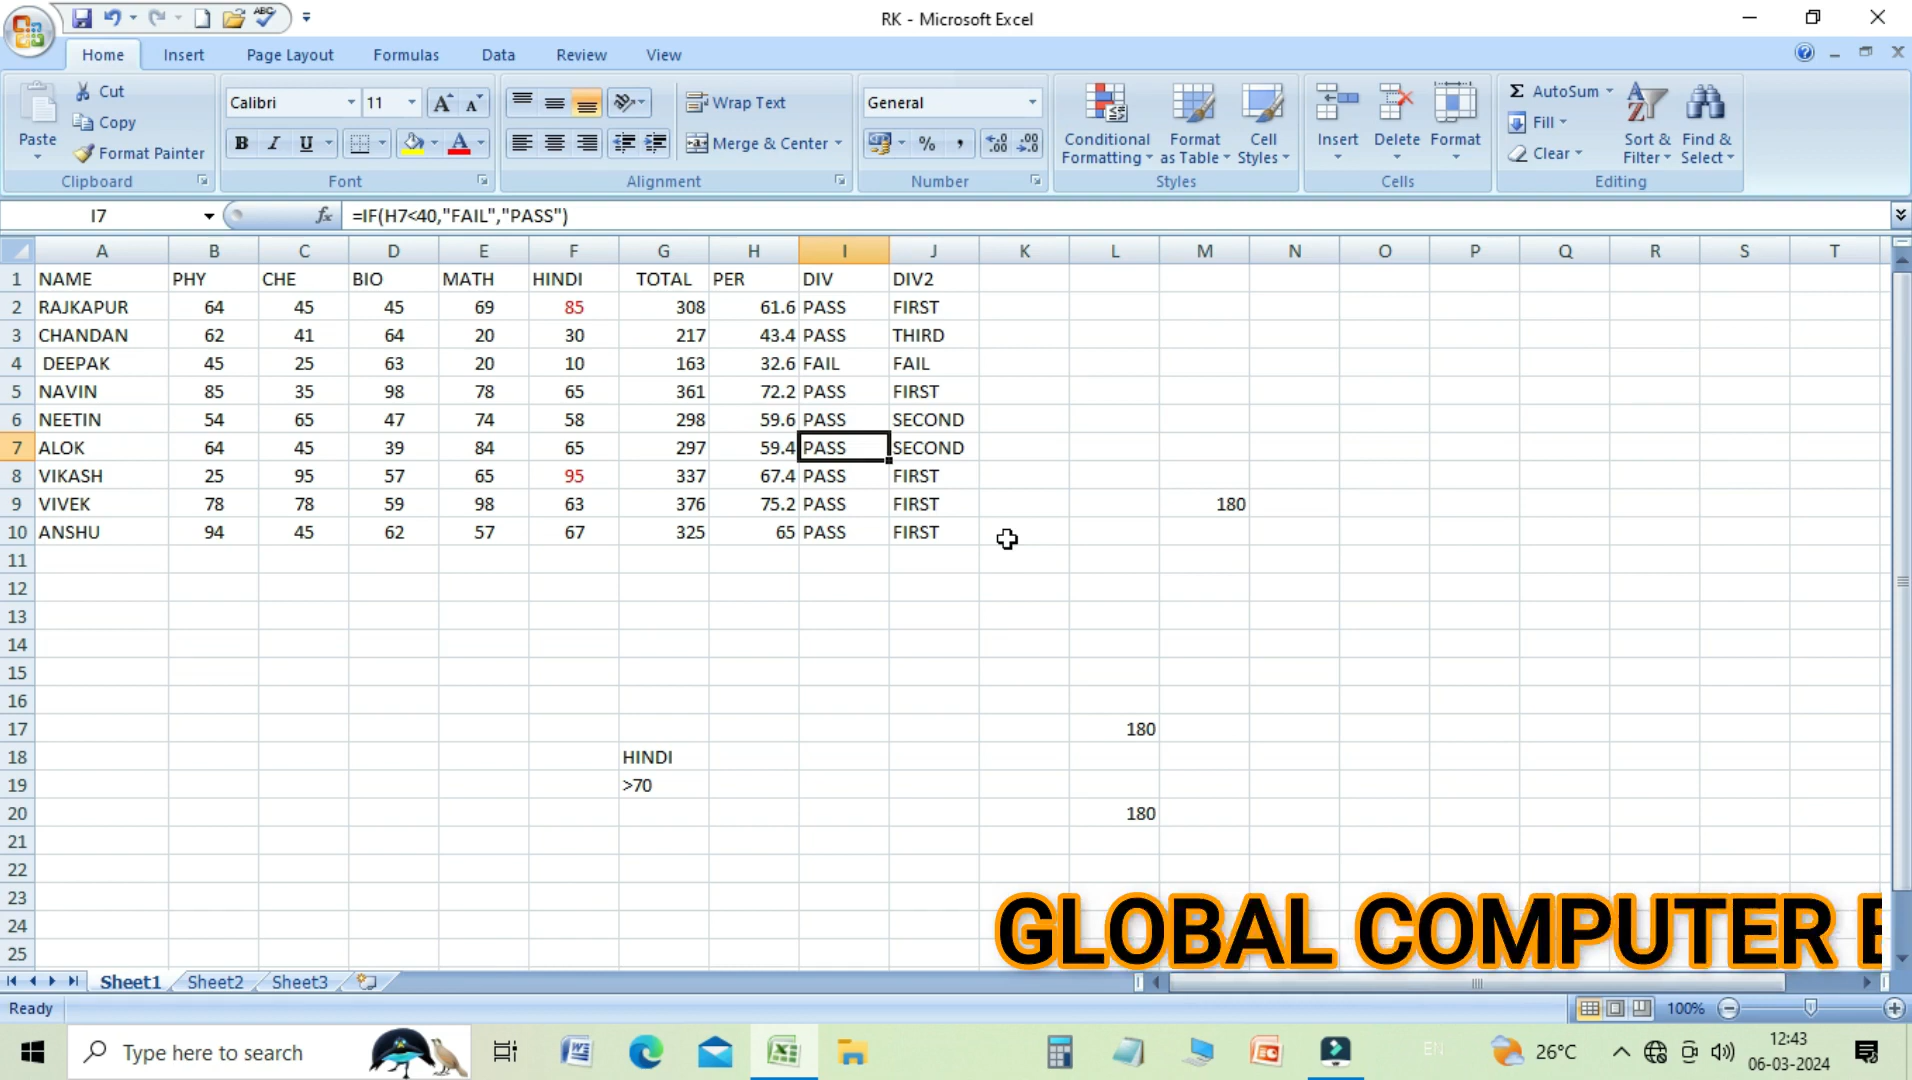 RK - Microsoft Excel
Home Insert Page Layout Formulas Data Review View
Paste Cut Copy Format Painter Clipboard
Calibri 11 B I U Font
Wrap Text Merge & Center Alignment
General % , Number
Conditional Formatting Format as Table Cell Styles Styles
Insert Delete Format Cells
Σ AutoSum Fill Clear Sort & Filter Find & Select Editing
I7 fx =IF(H7<40,"FAIL","PASS")
A B C D E F G H I J K L M N O P Q R S T
1 NAME PHY CHE BIO MATH HINDI TOTAL PER DIV DIV2
2 RAJKAPUR 64 45 45 69 85 308 61.6 PASS FIRST
3 CHANDAN 62 41 64 20 30 217 43.4 PASS THIRD
4 DEEPAK 45 25 63 20 10 163 32.6 FAIL FAIL
5 NAVIN 85 35 98 78 65 361 72.2 PASS FIRST
6 NEETIN 54 65 47 74 58 298 59.6 PASS SECOND
7 ALOK 64 45 39 84 65 297 59.4 PASS SECOND
8 VIKASH 25 95 57 65 95 337 67.4 PASS FIRST
9 VIVEK 78 78 59 98 63 376 75.2 PASS FIRST 180
10 ANSHU 94 45 62 57 67 325 65 PASS FIRST
11
12
13
14
15
16
17 180
18 HINDI
19 >70
20 180
21
22
23
24
25
GLOBAL COMPUTER E
Sheet1 Sheet2 Sheet3
Ready 100%
Type here to search EN 26°C 12:43
06-03-2024